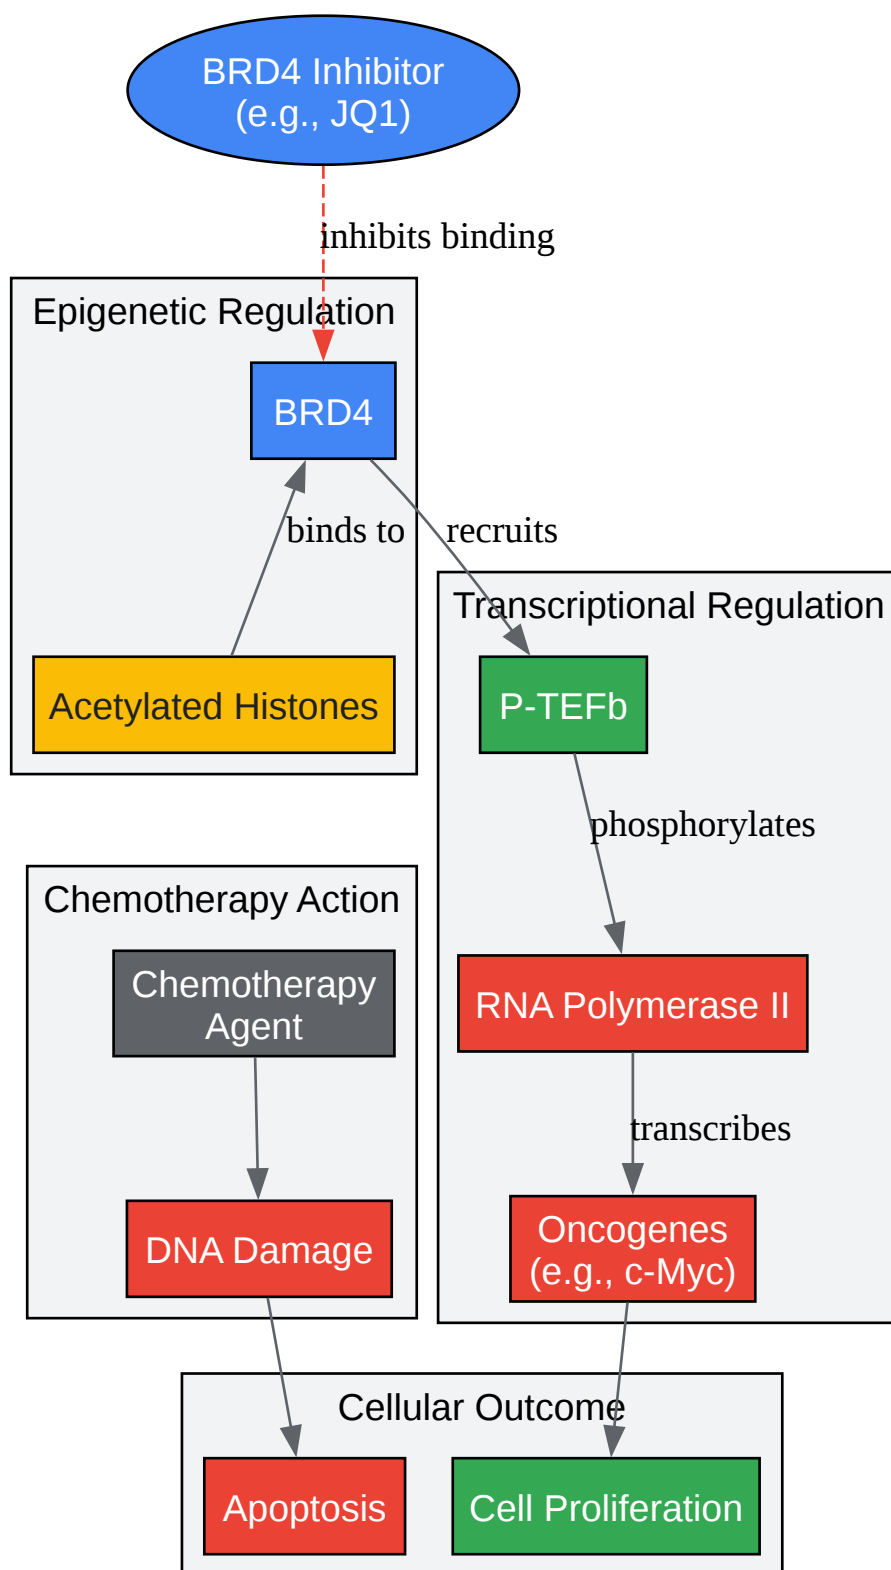 BRD4 Inhibitor
(e.g., JQ1)
inhibits binding
Epigenetic Regulation
BRD4
binds to
recruits
Transcriptional Regulation
Acetylated Histones
P-TEFb
phosphorylates
Chemotherapy Action
Chemotherapy
Agent
RNA Polymerase II
transcribes
DNA Damage
Oncogenes
(e.g., c-Myc)
Cellular Outcome
Apoptosis
Cell Proliferation